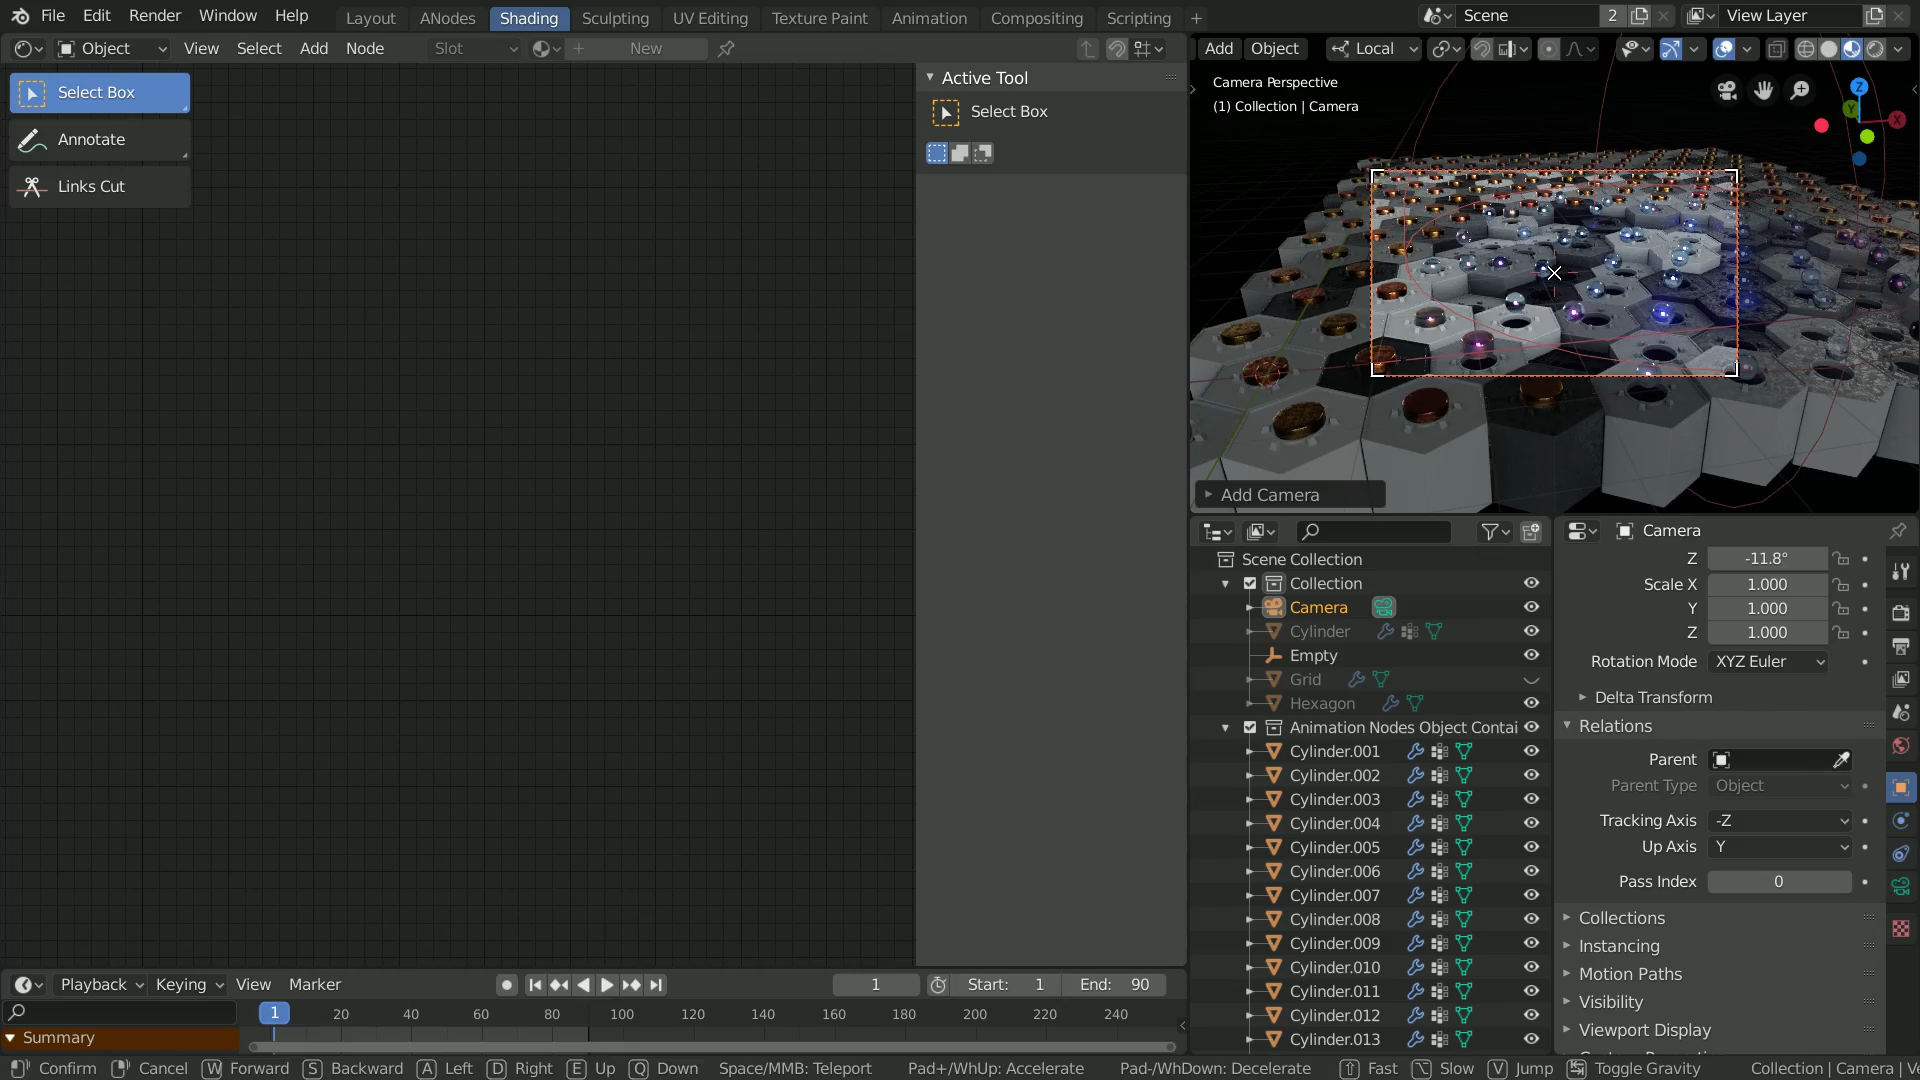 File Edit Render Window Help Layout ANodes Shading Sculpting UV Editing Texture Paint Animation Compositing Scripting + Scene 2 View Layer
Object View Select Add Node Slot New
Add Object Local
Select Box
Annotate
Links Cut
Active Tool
Select Box
Camera Perspective
(1) Collection | Camera
Z
Y
X
Add Camera
Scene Collection
Collection
Camera
Cylinder
Empty
Grid
Hexagon
Animation Nodes Object Contai
Cylinder.001
Cylinder.002
Cylinder.003
Cylinder.004
Cylinder.005
Cylinder.006
Cylinder.007
Cylinder.008
Cylinder.009
Cylinder.010
Cylinder.011
Cylinder.012
Cylinder.013
Camera
Z -11.8°
Scale X 1.000
Y 1.000
Z 1.000
Rotation Mode XYZ Euler
Delta Transform
Relations
Parent
Parent Type Object
Tracking Axis -Z
Up Axis Y
Pass Index 0
Collections
Instancing
Motion Paths
Visibility
Viewport Display
Playback Keying View Marker 1 Start: 1 End: 90
1 20 40 60 80 100 120 140 160 180 200 220 240
Summary
Confirm Cancel W Forward S Backward A Left D Right E Up Q Down Space/MMB: Teleport Pad+/WhUp: Accelerate Pad-/WhDown: Decelerate Fast Slow V Jump Toggle Gravity Collection | Camera | Ve